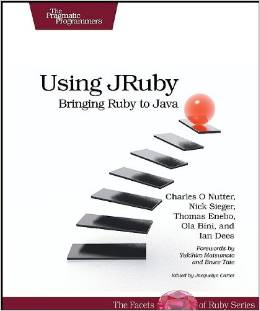 The
Pragmatic
Programmers
Using JRuby
Bringing Ruby to Java
Charles O Nutter,
Nick Sieger,
Thomas Enebo,
Ola Bini, and
Ian Dees
Forewords by
Yukihiro Matsumoto
and Bruce Tate
Edited by Jacquelyn Carter
The Facets of Ruby Series